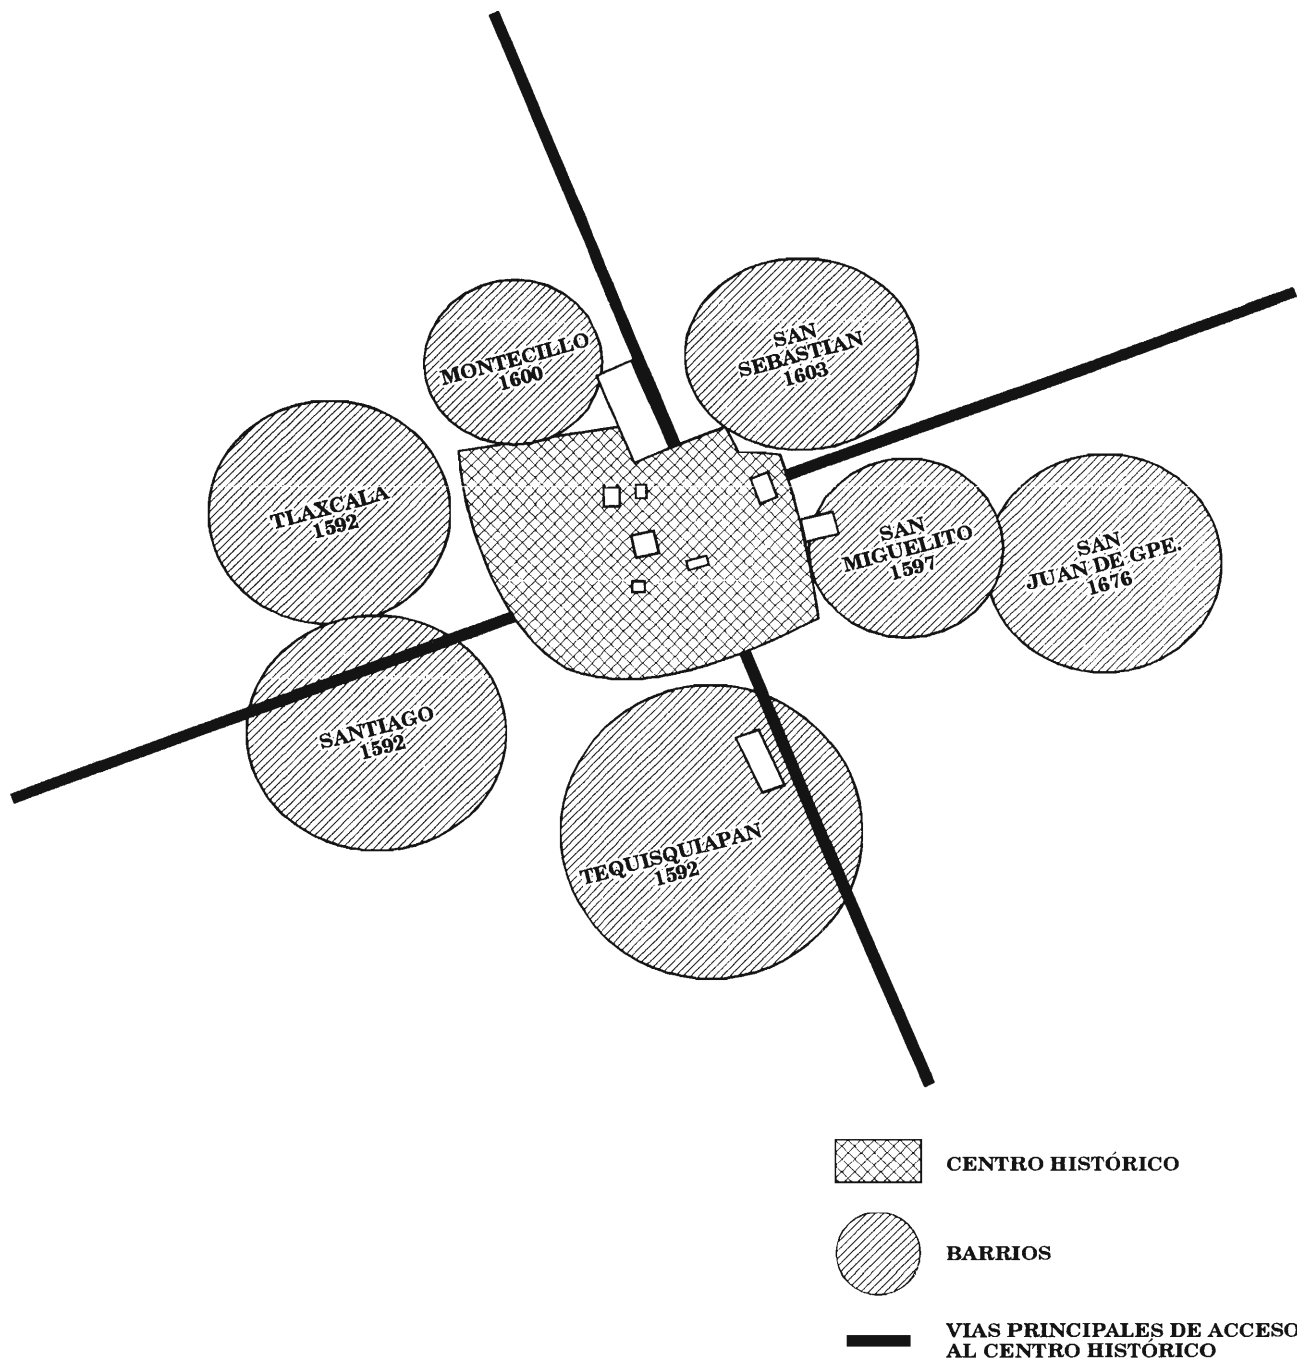 MONTECILLO
1600
SAN
SEBASTIAN
1603
TLAXCALA
1592
SAN
MIGUELITO
1597
SAN
JUAN DE GPE.
1676
SANTIAGO
1592
TEQUISQUIAPAN
1592
CENTRO HISTÓRICO
BARRIOS
VIAS PRINCIPALES DE ACCESO
AL CENTRO HISTÓRICO